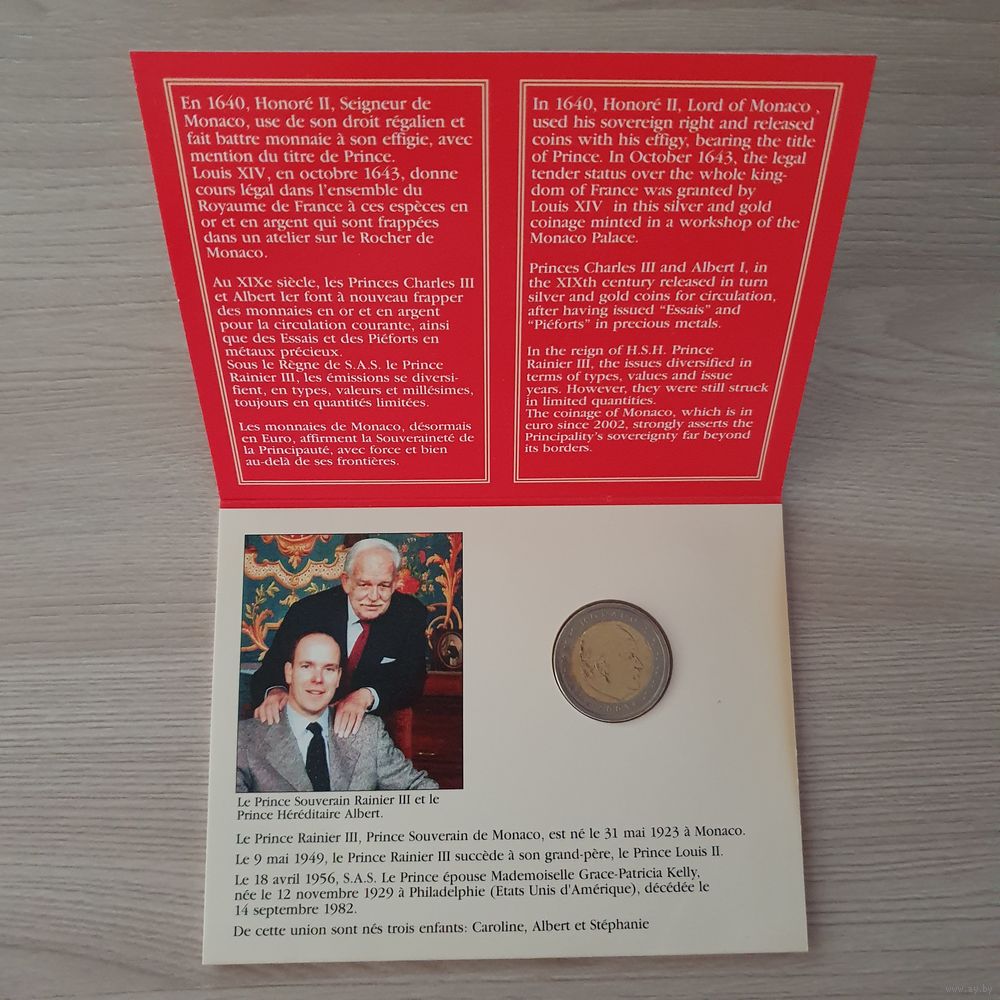 En 1640, Honoré II, Seigneur de
Monaco, use de son droit régalien et
fait battre monnaie à son effigie, avec
mention du titre de Prince.
Louis XIV, en octobre 1643, donne
cours légal dans l'ensemble du
Royaume de France à ces espèces en
or et en argent qui sont frappées
dans un atelier sur le Rocher de
Monaco.
Au XIXe siècle, les Princes Charles III
et Albert Ier font à nouveau frapper
des monnaies en or et en argent
pour la circulation courante, ainsi
que des Essais et des Piéforts en
métaux précieux.
Sous le Règne de S.A.S. le Prince
Rainier III, les émissions se diversi-
fient, en types, valeurs et millésimes,
toujours en quantités limitées.
Les monnaies de Monaco, désormais
en Euro, affirment la Souveraineté de
la Principauté, avec force et bien
au-delà de ses frontières.
In 1640, Honoré II, Lord of Monaco ,
used his sovereign right and released
coins with his effigy, bearing the title
of Prince. In October 1643, the legal
tender status over the whole king-
dom of France was granted by
Louis XIV in this silver and gold
coinage minted in a workshop of the
Monaco Palace.
Princes Charles III and Albert I, in
the XIXth century released in turn
silver and gold coins for circulation,
after having issued "Essais" and
"Piéforts" in precious metals.
In the reign of H.S.H. Prince
Rainier III, the issues diversified in
terms of types, values and issue
years. However, they were still struck
in limited quantities.
The coinage of Monaco, which is in
euro since 2002, strongly asserts the
Principality's sovereignty far beyond
its borders.
MONACO
Le Prince Souverain Rainier III et le
Prince Héréditaire Albert.
Le Prince Rainier III, Prince Souverain de Monaco, est né le 31 mai 1923 à Monaco.
Le 9 mai 1949, le Prince Rainier III succède à son grand-père, le Prince Louis II.
Le 18 avril 1956, S.A.S. Le Prince épouse Mademoiselle Grace-Patricia Kelly,
née le 12 novembre 1929 à Philadelphie (Etats Unis d'Amérique), décédée le
14 septembre 1982.
De cette union sont nés trois enfants: Caroline, Albert et Stéphanie
www.ay.by